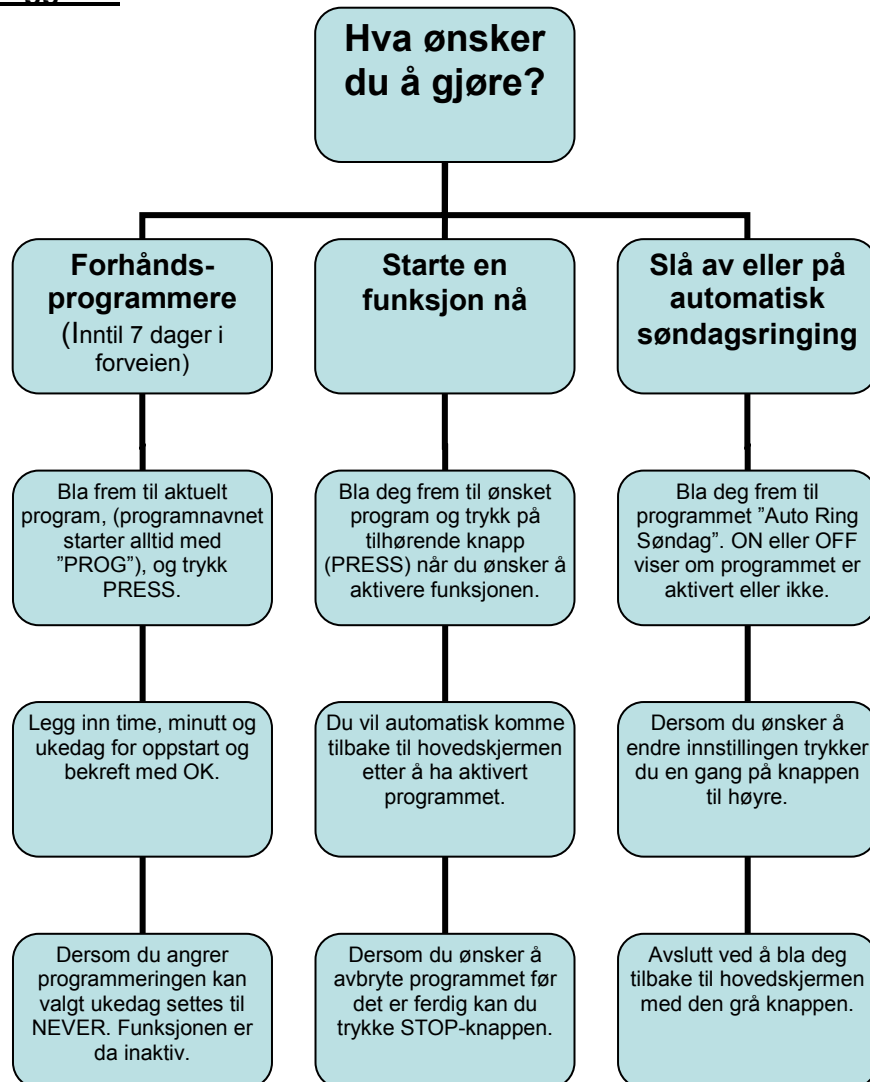 Hva ønsker
du å gjøre?
Forhånds-
programmere
(Inntil 7 dager i
forveien)
Bla frem til aktuelt
program, (programnavnet
starter alltid med
”PROG”), og trykk
PRESS.
Legg inn time, minutt og
ukedag for oppstart og
bekreft med OK.
Dersom du angrer
programmeringen kan
valgt ukedag settes til
NEVER. Funksjonen er
da inaktiv.
Starte en
funksjon nå
Bla deg frem til ønsket
program og trykk på
tilhørende knapp
(PRESS) når du ønsker å
aktivere funksjonen.
Du vil automatisk komme
tilbake til hovedskjermen
etter å ha aktivert
programmet.
Dersom du ønsker å
avbryte programmet før
det er ferdig kan du
trykke STOP-knappen.
Slå av eller på
automatisk
søndagsringing
Bla deg frem til
programmet ”Auto Ring
Søndag”. ON eller OFF
viser om programmet er
aktivert eller ikke.
Dersom du ønsker å
endre innstillingen trykker
du en gang på knappen
til høyre.
Avslutt ved å bla deg
tilbake til hovedskjermen
med den grå knappen.